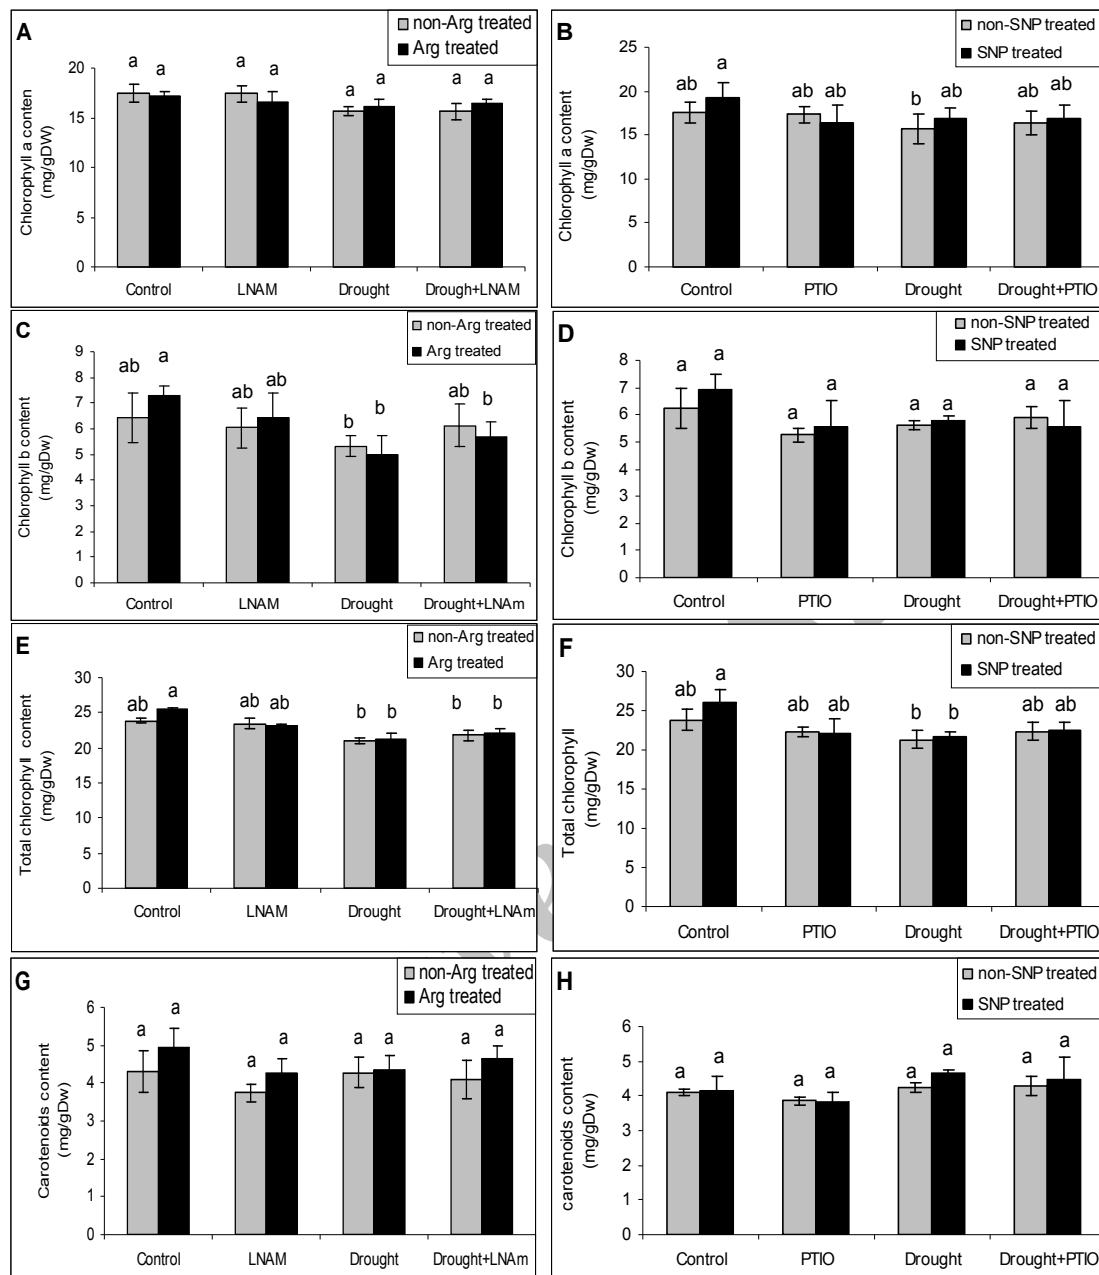 A
non-Arg treated
Arg treated
Chlorophyll a content
(mg/gDW)
20
15
10
5
0
a a a a a a a a
Control LNAM Drought Drough+LNAM
B
non-SNP treated
SNP treated
Chlorophyll a content
(mg/gDw)
25
20
15
10
5
0
ab a ab ab b ab ab ab
Control PTIO Drought Drought+PTIO
C
non-Arg treated
Arg treated
Chlorophyll b content
(mg/gDw)
9
8
7
6
5
4
3
2
1
0
ab a ab ab b b ab b
Control LNAM Drought Drought+LNAm
D
non-SNP treated
SNP treated
Chlorophyll b content
(mg/gDw)
8
7
6
5
4
3
2
1
0
a a a a a a a a
Control PTIO Drought Drought+PTIO
E
non-Arg treated
Arg treated
Total chlorophyll content
(mg/gDw)
30
25
20
15
10
5
0
ab a ab ab b b b b
Control LNAM Drought Drought+LNAm
F
non-SNP treated
SNP treated
Total chlorophyll
(mg/gDw)
30
25
20
15
10
5
0
ab a ab ab b b ab ab
Control PTIO Drought Drought+PTIO
G
non-Arg treated
Arg treated
Carotenoids content
(mg/gDw)
6
5
4
3
2
1
0
a a a a a a a a
Control LNAM Drought Drought+LNAm
H
non-SNP treated
SNP treated
carotenoids content
(mg/gDw)
6
5
4
3
2
1
0
a a a a a a a a
Control PTIO Drought Drought+PTIO